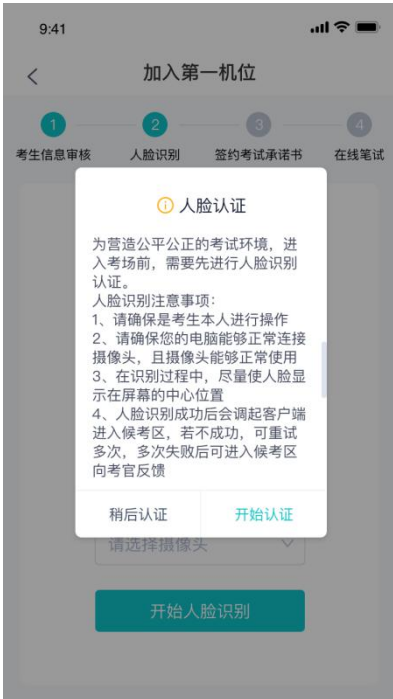 9:41
加入第一机位
1
2
3
4
考生信息审核
人脸识别
签约考试承诺书
在线笔试
人脸认证
为营造公平公正的考试环境，进
入考场前，需要先进行人脸识别
认证。
人脸识别注意事项：
1、请确保是考生本人进行操作
2、请确保您的电脑能够正常连接
摄像头，且摄像头能够正常使用
3、在识别过程中，尽量使人脸显
示在屏幕的中心位置
4、人脸识别成功后会调起客户端
进入候考区，若不成功，可重试
多次，多次失败后可进入候考区
向考官反馈
稍后认证
开始认证
请选择摄像头
开始人脸识别